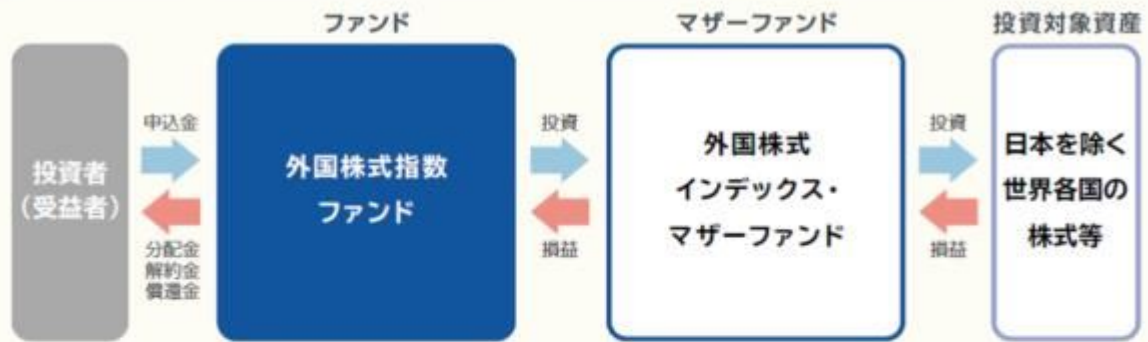 ファンド
マザーファンド
投資対象資産
投資者
（受益者）
申込金
分配金
解約金
償還金
外国株式指数
ファンド
投資
損益
外国株式
インデックス・
マザーファンド
投資
損益
日本を除く
世界各国の
株式等